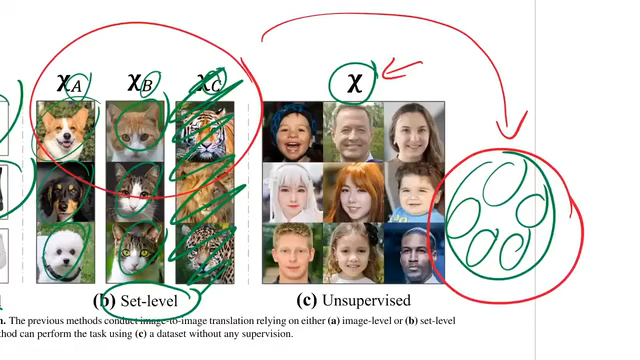 χA χB χC χ
(b) Set-level (c) Unsupervised
n. The previous methods conduct image-to-image translation relying on either (a) image-level or (b) set-level
thod can perform the task using (c) a dataset without any supervision.